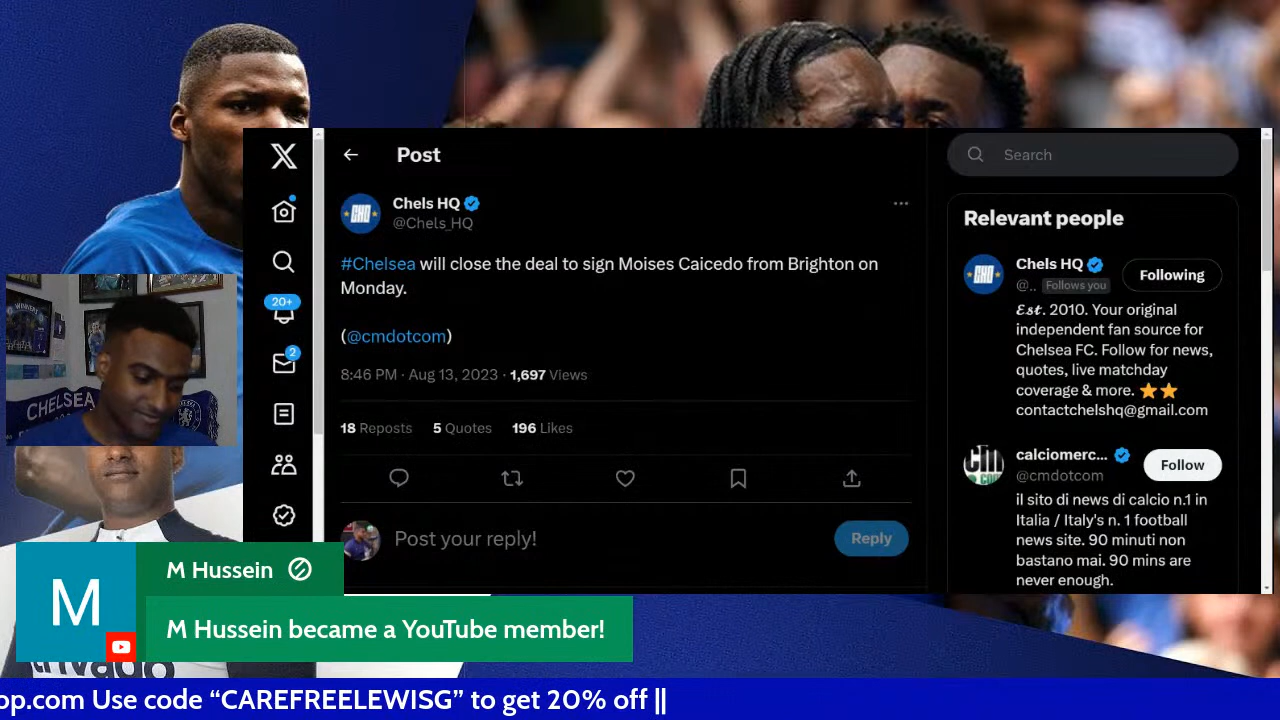 Post
Search
Chels HQ
@Chels_HQ
#Chelsea will close the deal to sign Moises Caicedo from Brighton on
Monday.
(@cmdotcom)
8:46 PM · Aug 13, 2023 · 1,697 Views
18 Reposts 5 Quotes 196 Likes
Post your reply!
Reply
20+
2
Relevant people
Chels HQ
@.. Follows you
Following
Est. 2010. Your original
independent fan source for
Chelsea FC. Follow for news,
quotes, live matchday
coverage & more. ⭐⭐
contactchelshq@gmail.com
calciomerc...
@cmdotcom
Follow
il sito di news di calcio n.1 in
Italia / Italy's n. 1 football
news site. 90 minuti non
bastano mai. 90 mins are
never enough.
CHELSEA
WINNERS
M
M Hussein
M Hussein became a YouTube member!
op.com Use code “CAREFREELEWISG” to get 20% off ||